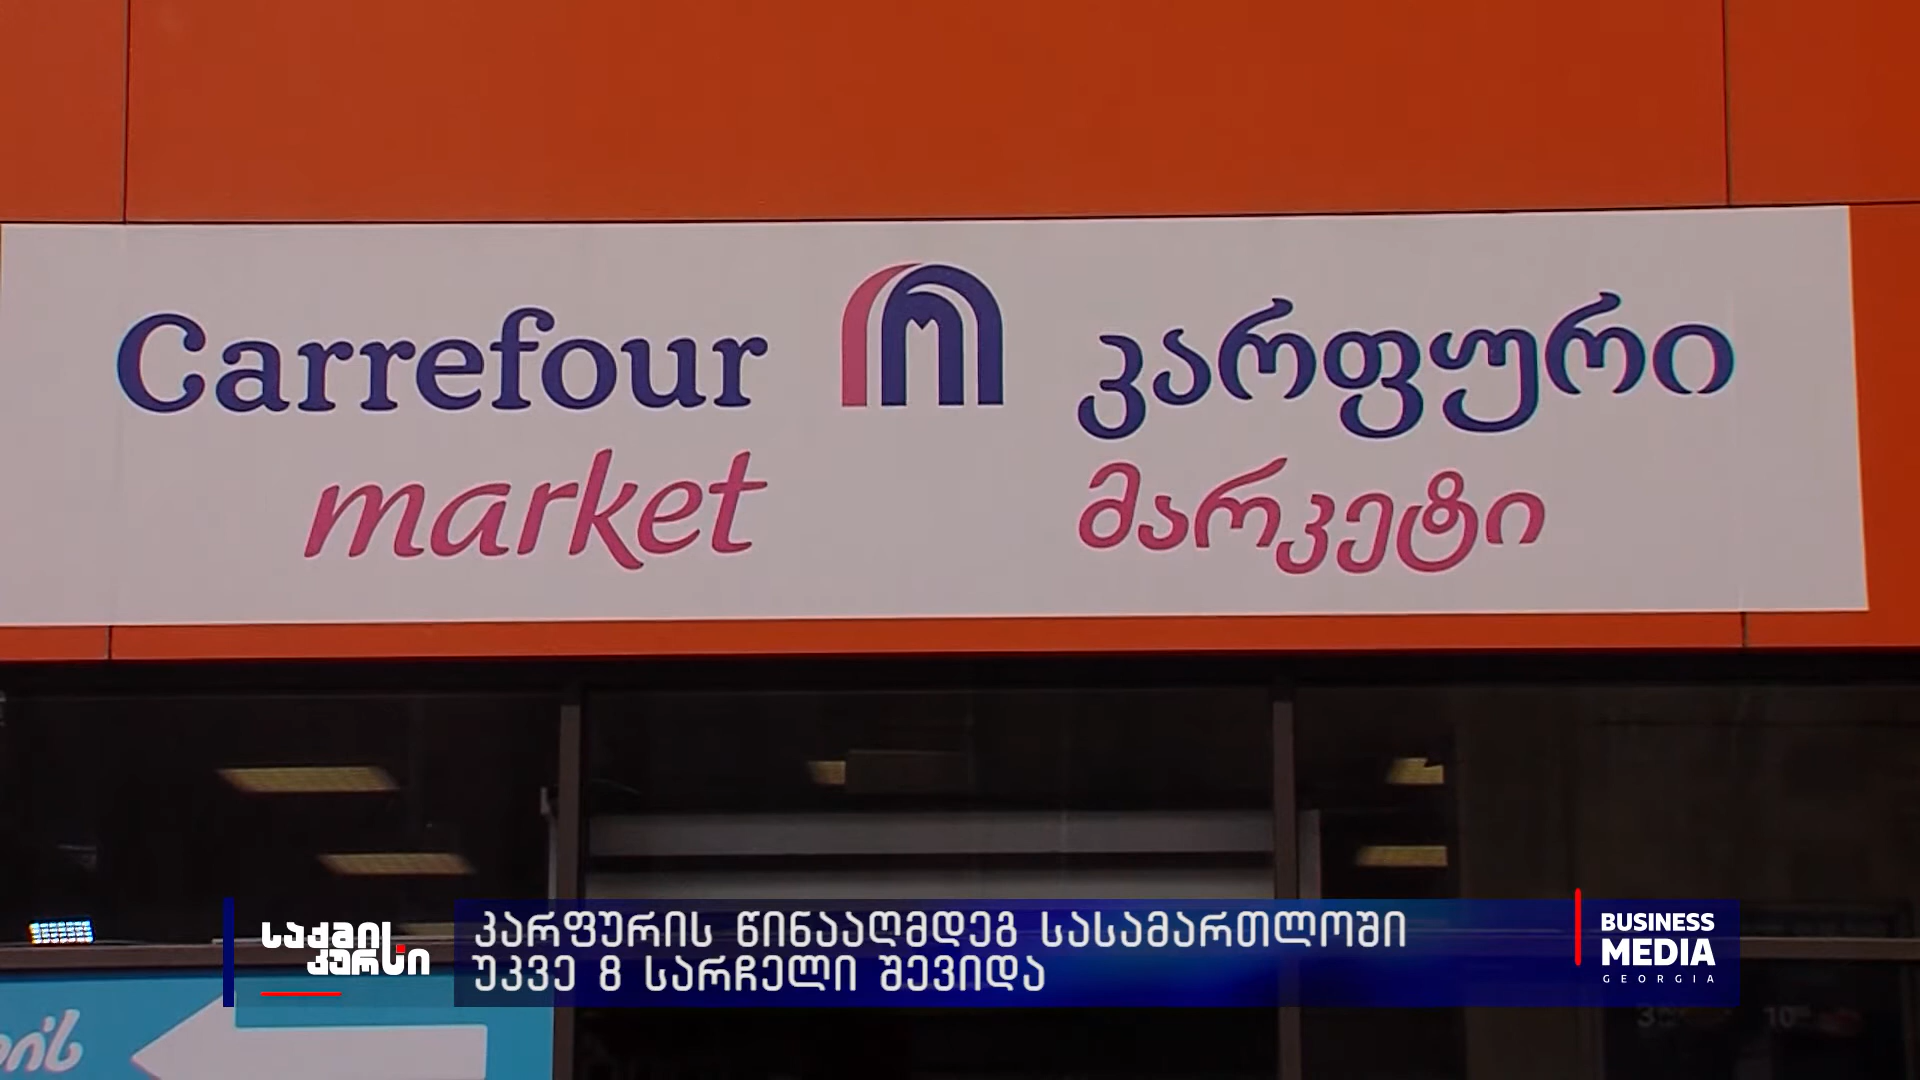 Carrefour
market
კარფური
მარკეტი
საქმის
კურსი
კარფურის წინააღმდეგ სასამართლოში
უკვე 8 სარჩელი შევიდა
BUSINESS
MEDIA
GEORGIA